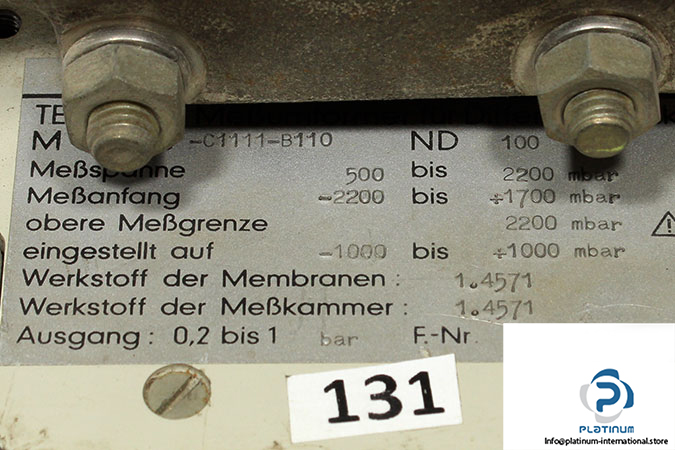 TE
M -C1111-B110 ND 100
Meßspanne 500 bis 2200 mbar
Meßanfang -2200 bis ÷1700 mbar
obere Meßgrenze 2200 mbar
eingestellt auf -1000 bis ÷1000 mbar
Werkstoff der Membranen : 1.4571
Werkstoff der Meßkammer : 1.4571
Ausgang : 0,2 bis 1 bar F.-Nr.
131
PLATINUM
Info@platinum-international.store